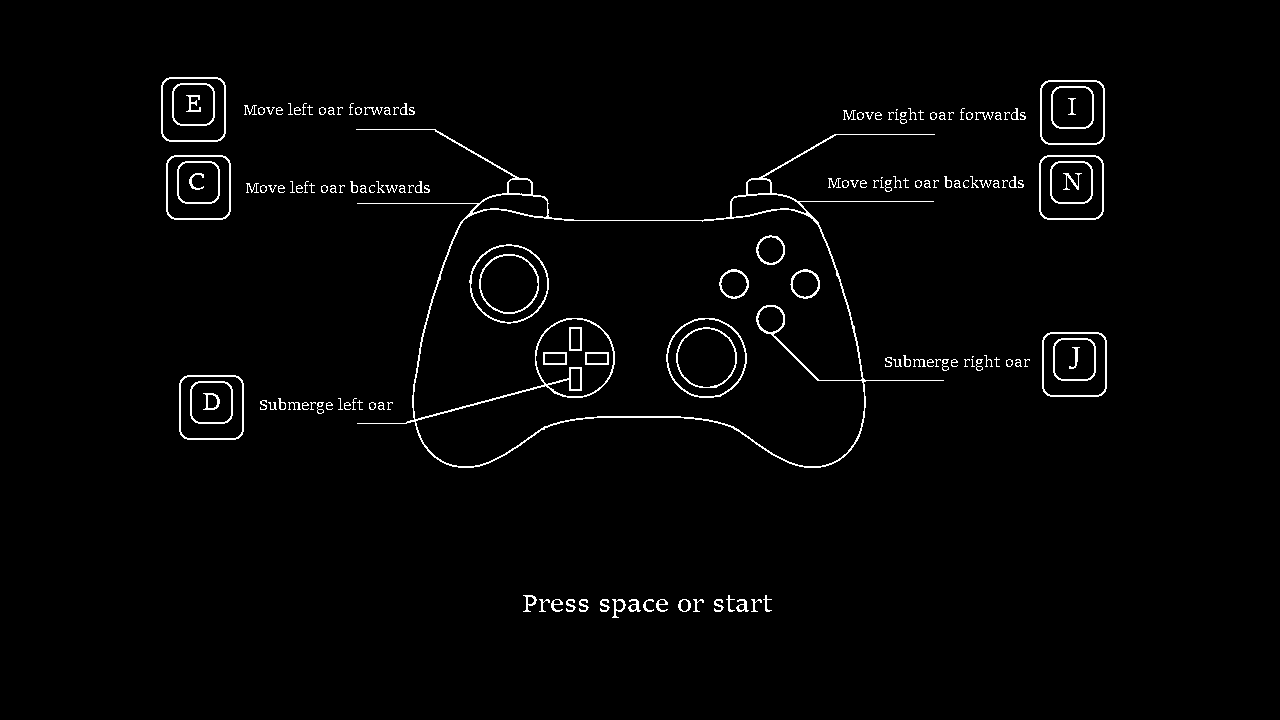 E
Move left oar forwards
C
Move left oar backwards
D
Submerge left oar
Move right oar forwards
I
Move right oar backwards
N
Submerge right oar
J
Press space or start